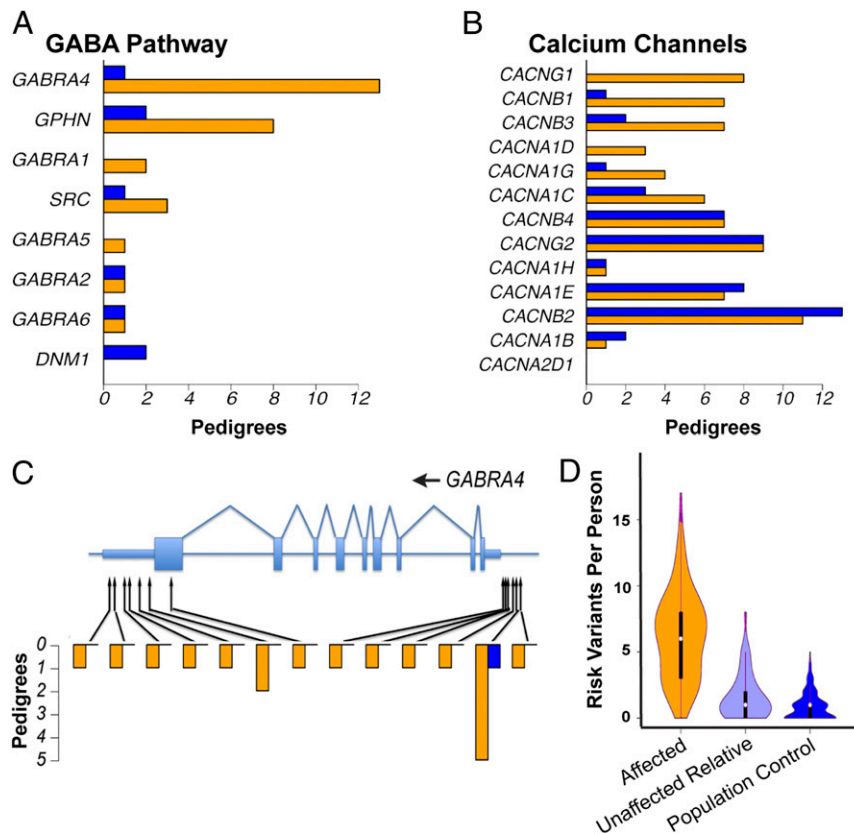 A
GABA Pathway
GABRA4
GPHN
GABRA1
SRC
GABRA5
GABRA2
GABRA6
DNM1
0 2 4 6 8 10 12
Pedigrees
B
Calcium Channels
CACNG1
CACNB1
CACNB3
CACNA1D
CACNA1G
CACNA1C
CACNB4
CACNG2
CACNA1H
CACNA1E
CACNB2
CACNA1B
CACNA2D1
0 2 4 6 8 10 12
Pedigrees
C
GABRA4
Pedigrees
0
1
2
3
4
5
D
Risk Variants Per Person
15
10
5
0
Affected
Unaffected Relative
Population Control